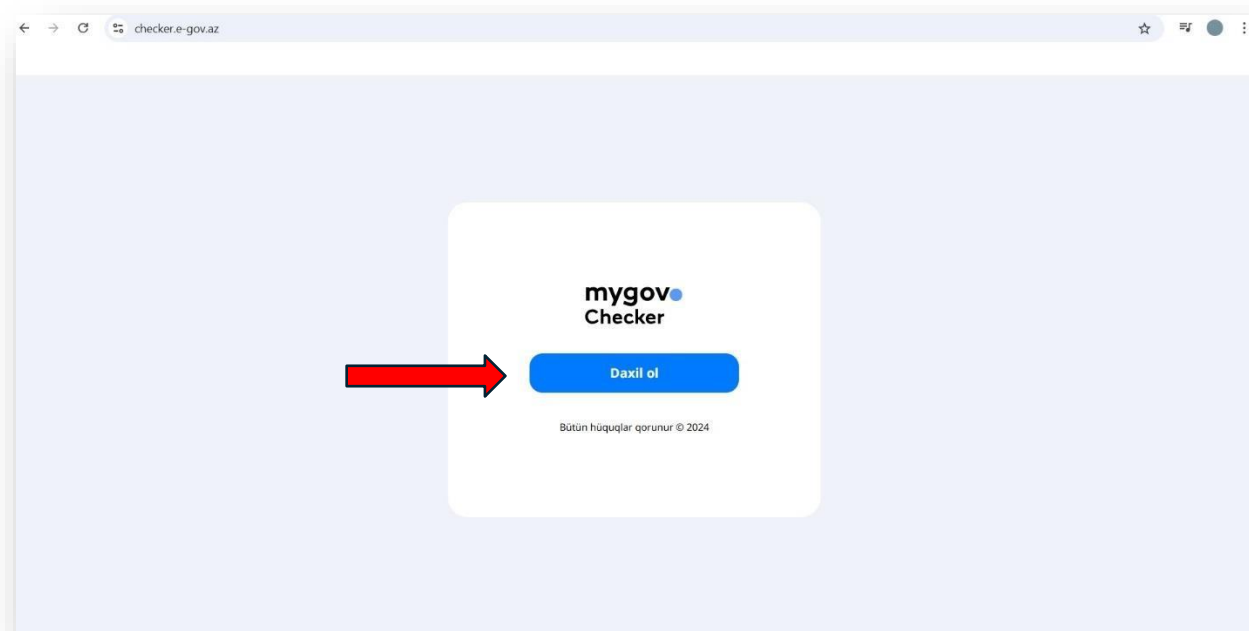 checker.e-gov.az
mygov
Checker
Daxil ol
Bütün hüquqlar qorunur © 2024